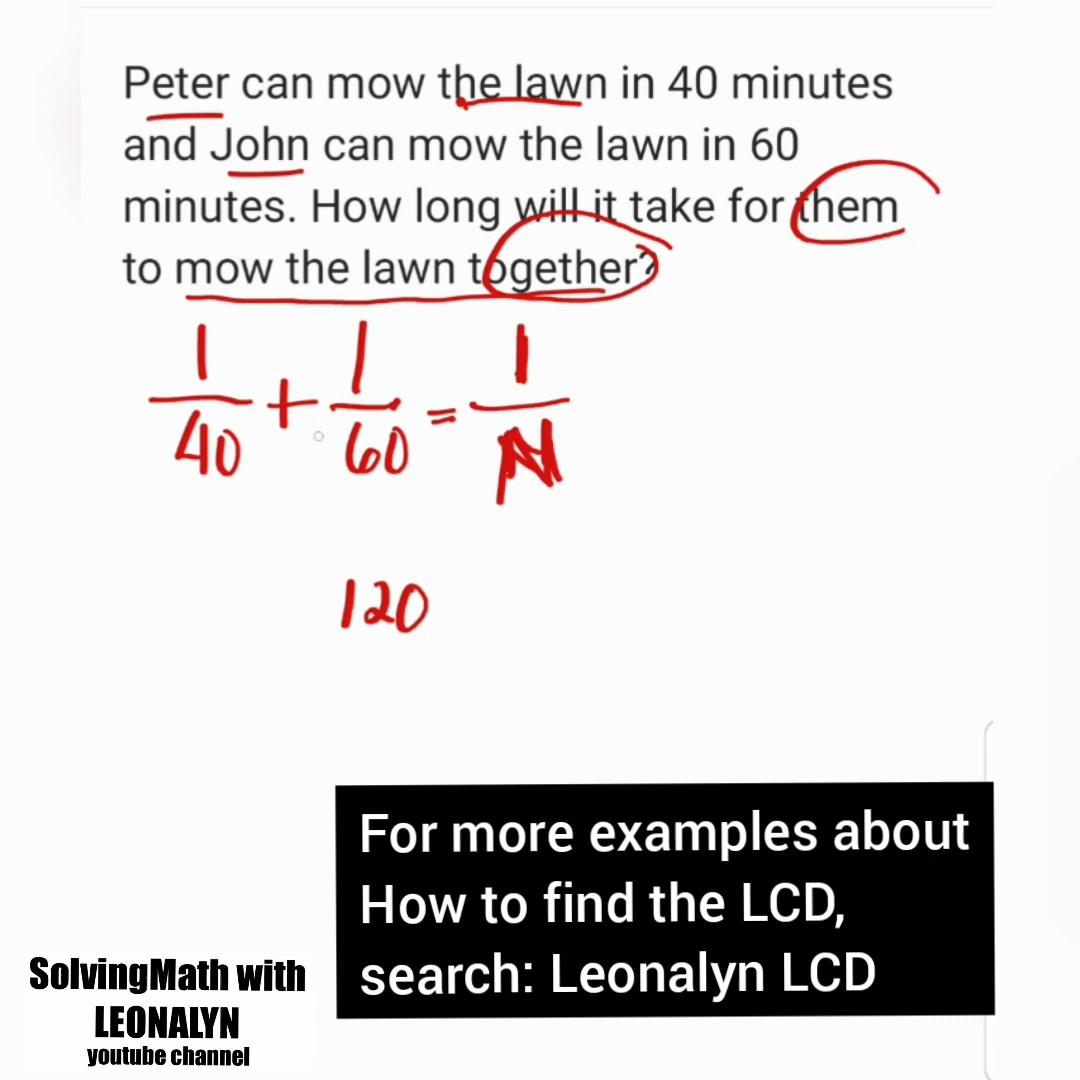 Peter can mow the lawn in 40 minutes
and John can mow the lawn in 60
minutes. How long will it take for them
to mow the lawn together?
1/40 + 1/60 = 1/N
120
For more examples about
How to find the LCD,
search: Leonalyn LCD
SolvingMath with
LEONALYN
youtube channel